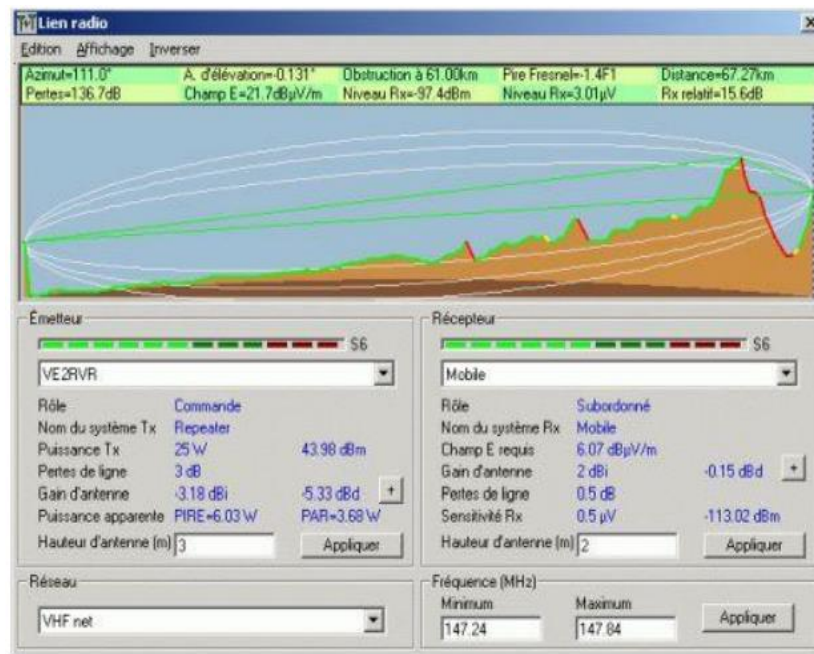 Lien radio
Edition Affichage Inverser
Azimut=111.0° A. d'élévation=-0.131° Obstruction à 61.00km Pire Fresnel=-1.4F1 Distance=67.27km
Pertes=136.7dB Champ E=21.7dBµV/m Niveau Rx=-97.4dBm Niveau Rx=3.01µV Rx relatif=15.6dB
Émetteur
S6
VE2RVR
Rôle Commande
Nom du système Tx Repeater
Puissance Tx 25 W 43.98 dBm
Pertes de ligne 3 dB
Gain d'antenne -3.18 dBi -5.33 dBd +
Puissance apparente PIRE=6.03 W PAR=3.68 W
Hauteur d'antenne (m) 3 Appliquer
Récepteur
S6
Mobile
Rôle Subordonné
Nom du système Rx Mobile
Champ E requis 6.07 dBµV/m
Gain d'antenne 2 dBi -0.15 dBd +
Pertes de ligne 0.5 dB
Sensitivité Rx 0.5 µV -113.02 dBm
Hauteur d'antenne (m) 2 Appliquer
Réseau
VHF net
Fréquence (MHz)
Minimum Maximum
147.24 147.84 Appliquer